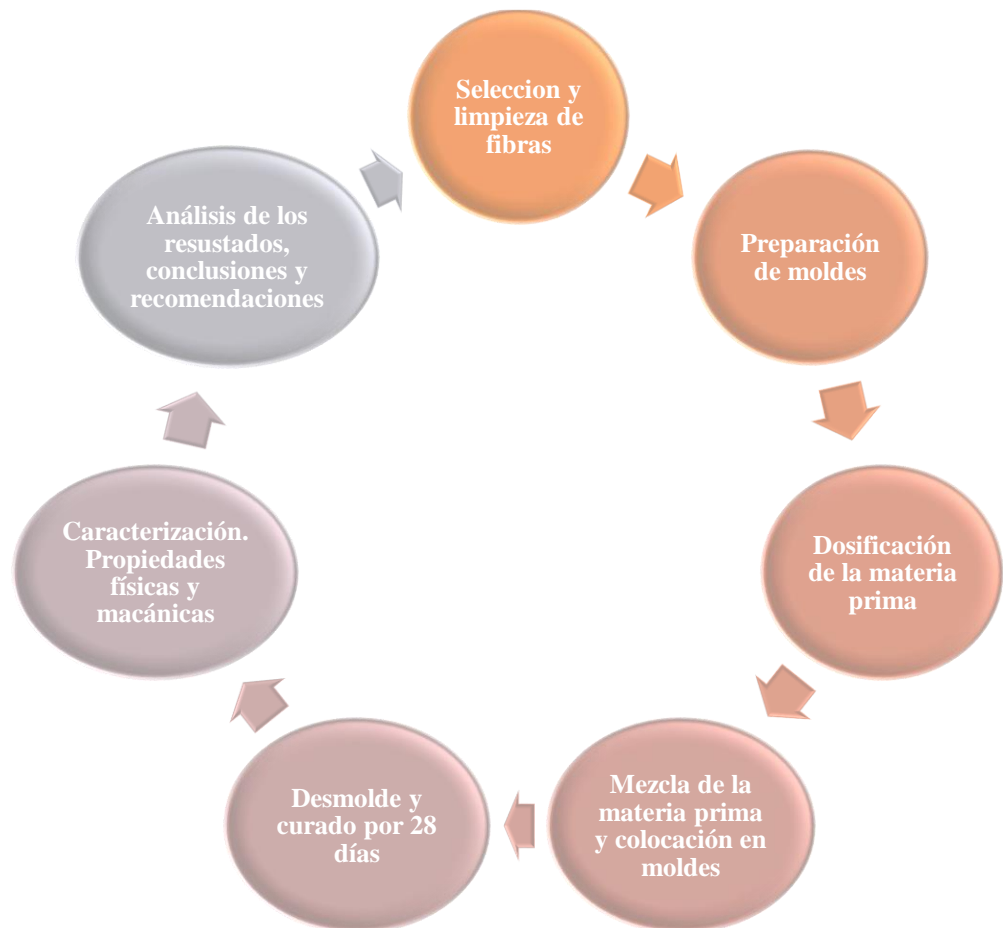 Seleccion y
limpieza de
fibras
Preparación
de moldes
Dosificación
de la materia
prima
Mezcla de la
materia prima
y colocación en
moldes
Desmolde y
curado por 28
días
Caracterización.
Propiedades
físicas y
macánicas
Análisis de los
resustados,
conclusiones y
recomendaciones